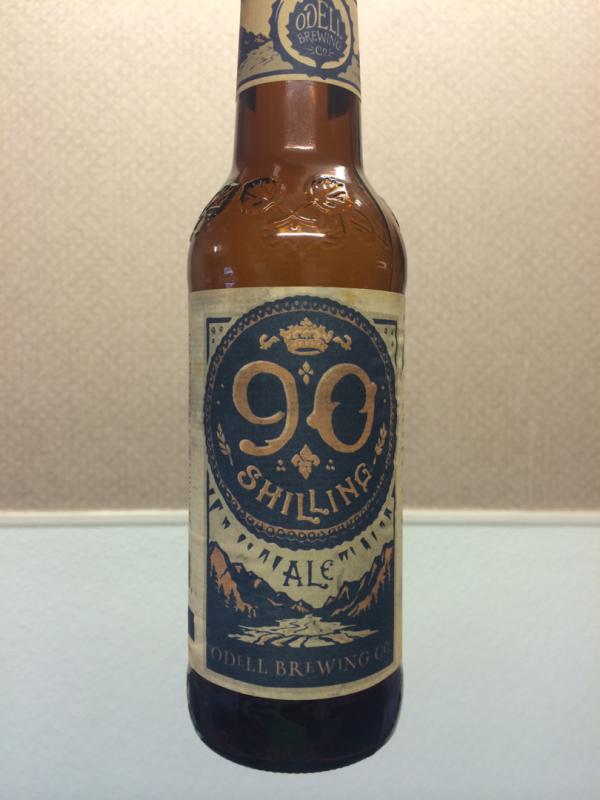 ODELL
BREWING
Co.
90
SHILLING
ALE
ODELL BREWING CO.